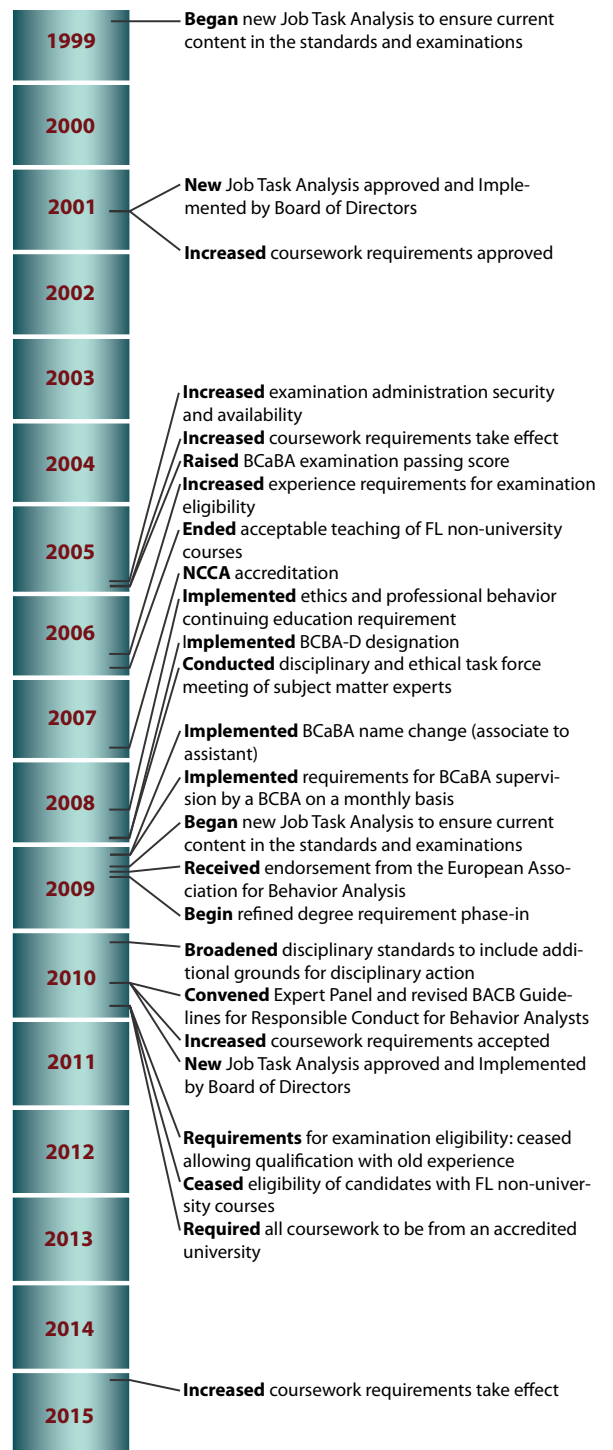 1999
Began new Job Task Analysis to ensure current
content in the standards and examinations
2000
2001
New Job Task Analysis approved and Imple-
mented by Board of Directors
Increased coursework requirements approved
2002
2003
Increased examination administration security
and availability
Increased coursework requirements take effect
2004
Raised BCaBA examination passing score
Increased experience requirements for examination
eligibility
Ended acceptable teaching of FL non-university
courses
2005
NCCA accreditation
Implemented ethics and professional behavior
continuing education requirement
2006
Implemented BCBA-D designation
Conducted disciplinary and ethical task force
meeting of subject matter experts
2007
Implemented BCaBA name change (associate to
assistant)
Implemented requirements for BCaBA supervi-
sion by a BCBA on a monthly basis
2008
Began new Job Task Analysis to ensure current
content in the standards and examinations
Received endorsement from the European Asso-
ciation for Behavior Analysis
2009
Begin refined degree requirement phase-in
Broadened disciplinary standards to include addi-
tional grounds for disciplinary action
2010
Convened Expert Panel and revised BACB Guide-
lines for Responsible Conduct for Behavior Analysts
Increased coursework requirements accepted
New Job Task Analysis approved and Implemented
by Board of Directors
2011
Requirements for examination eligibility: ceased
allowing qualification with old experience
2012
Ceased eligibility of candidates with FL non-univer-
sity courses
Required all coursework to be from an accredited
university
2013
2014
Increased coursework requirements take effect
2015